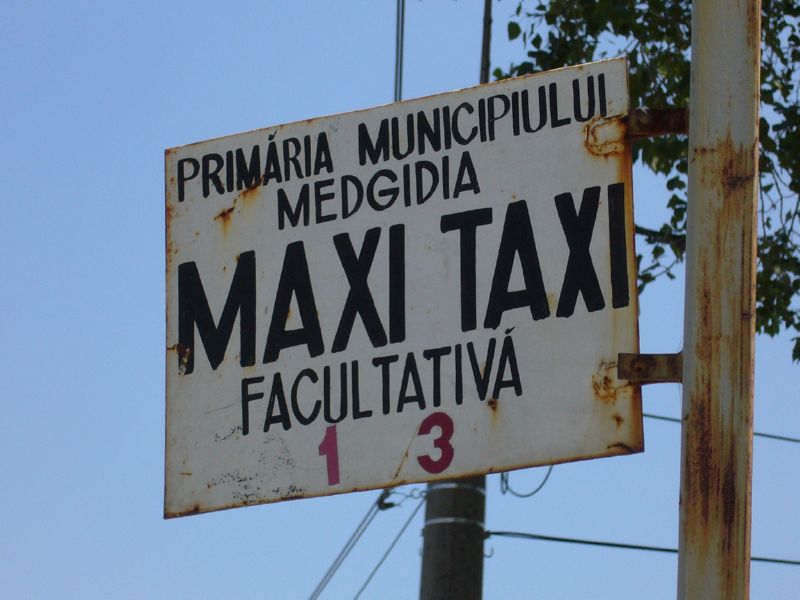 PRIMĂRIA MUNICIPIULUI
MEDGIDIA
MAXI TAXI
FACULTATIVĂ
1 3